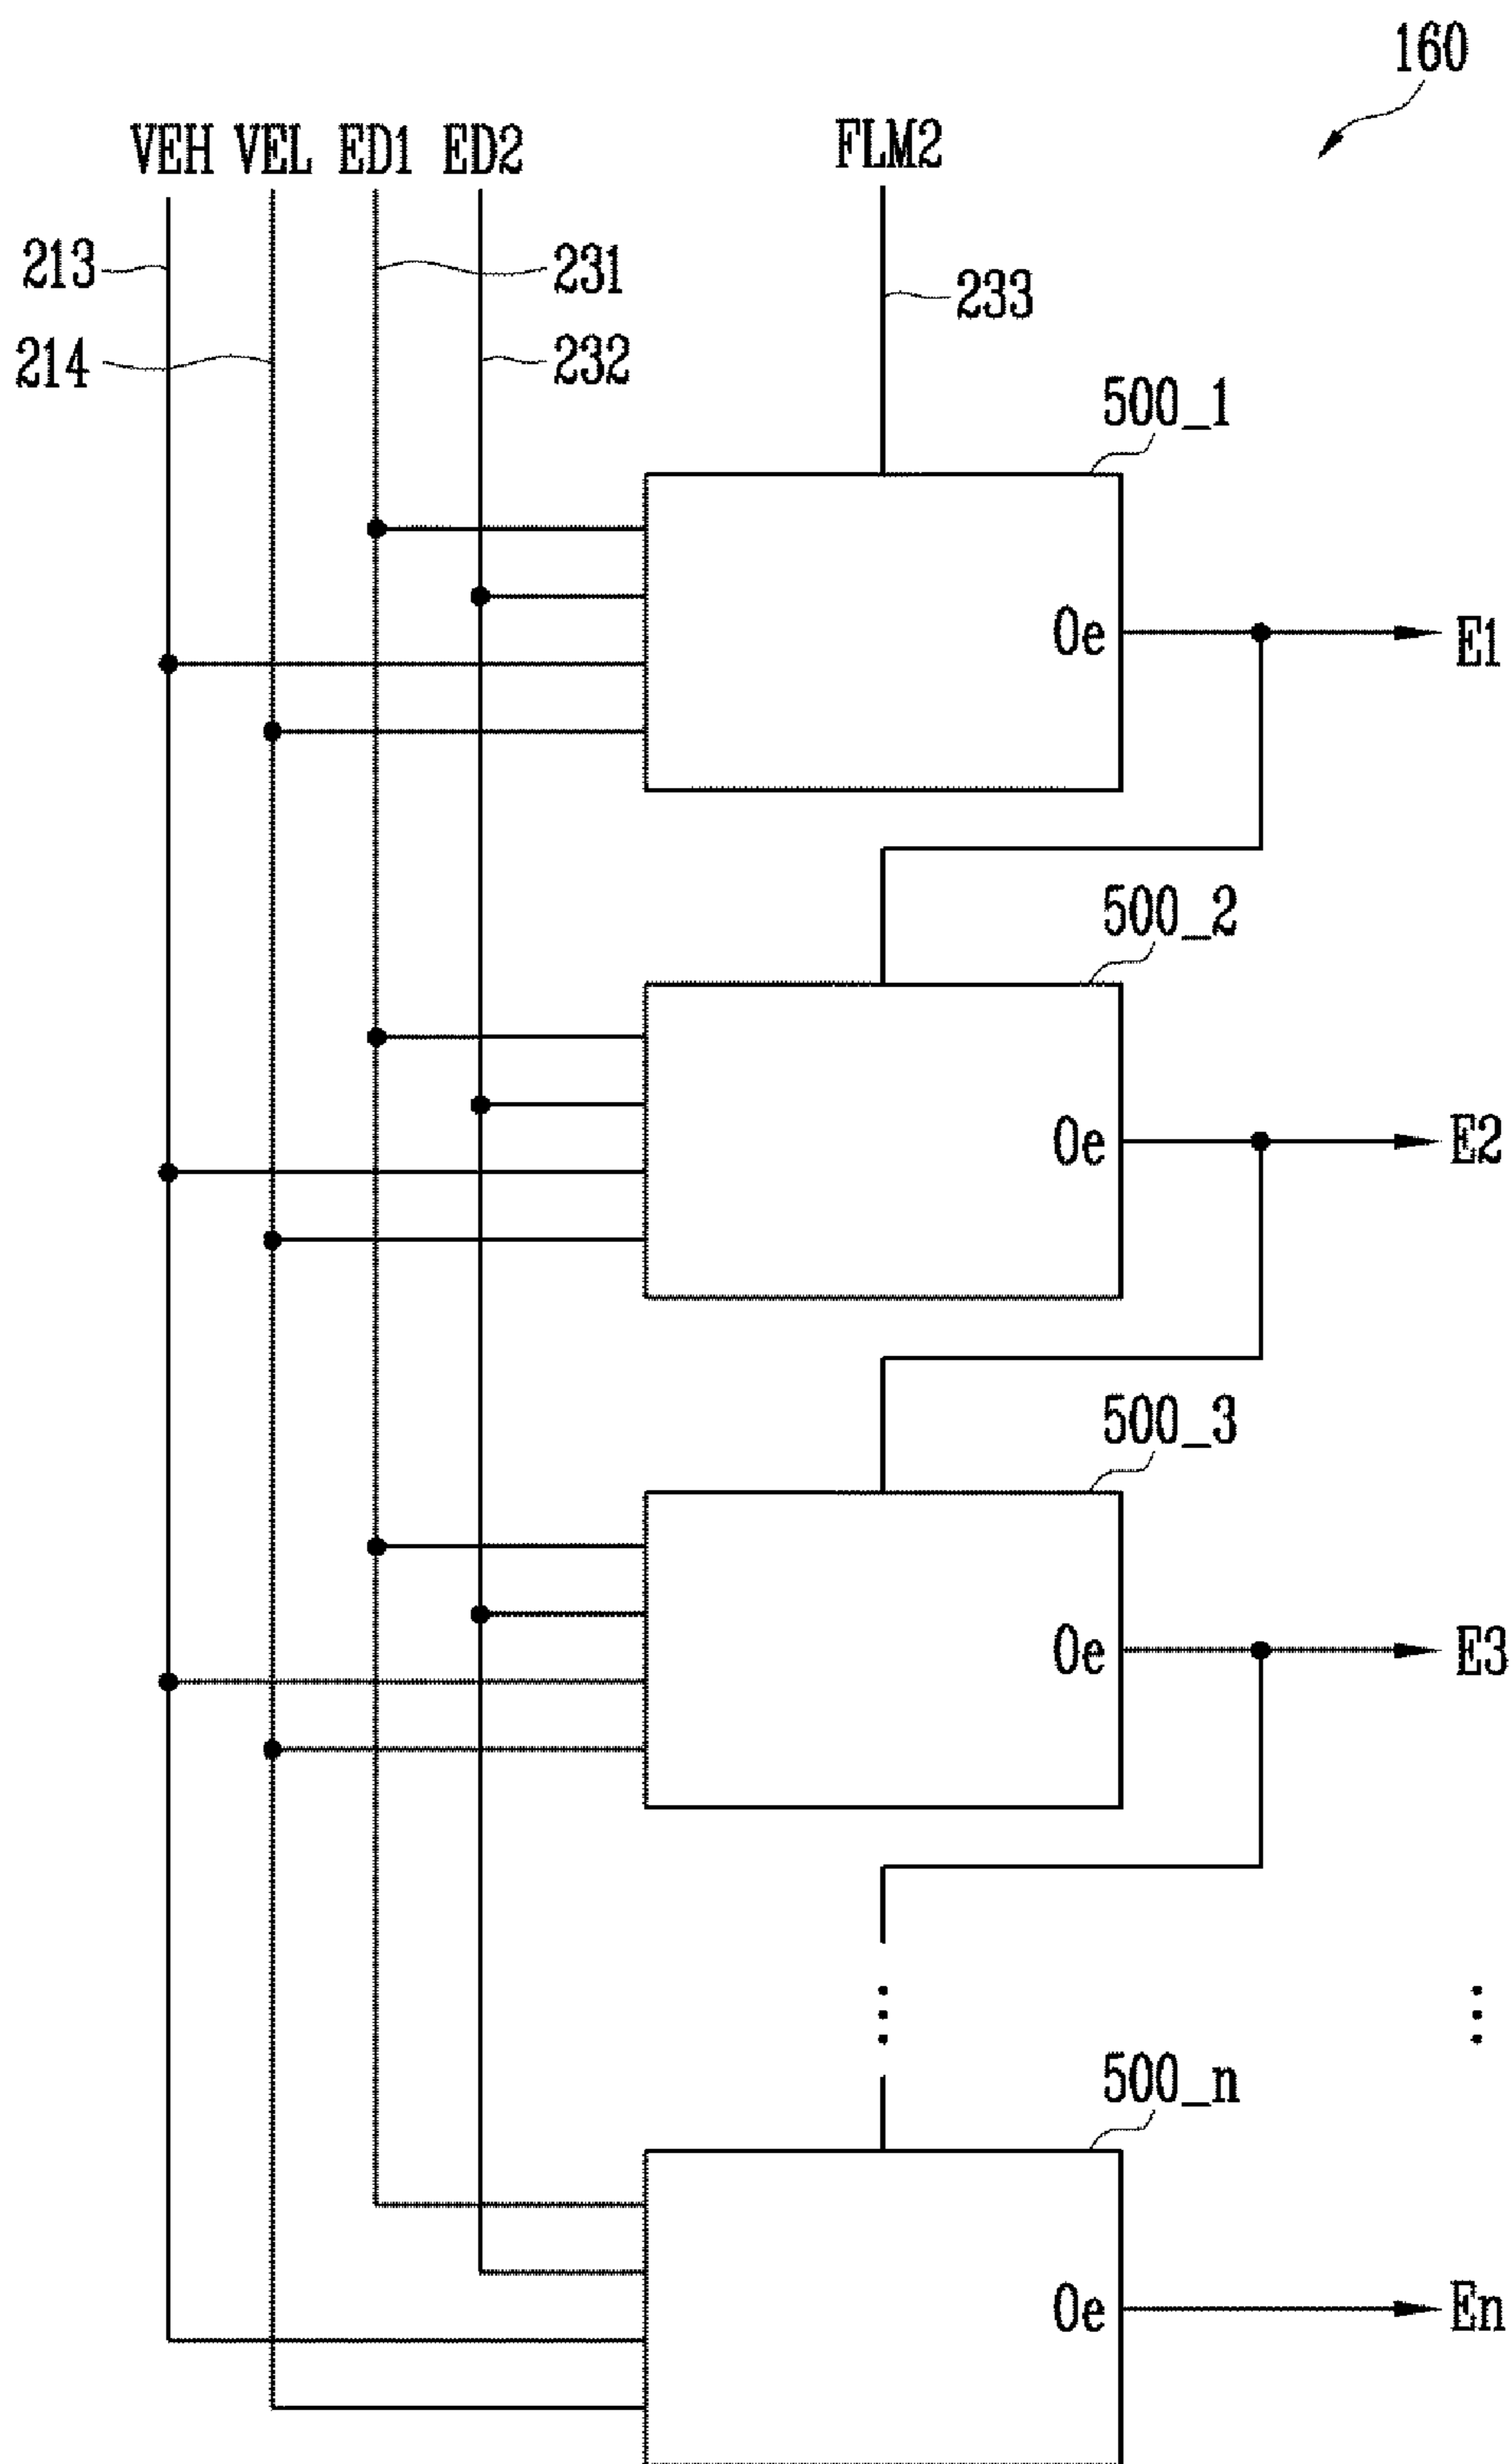 160
VEH VEL ED1 ED2 FLM2
213
231
233
214
232
500_1
Oe
E1
500_2
Oe
E2
500_3
Oe
E3
500_n
Oe
En